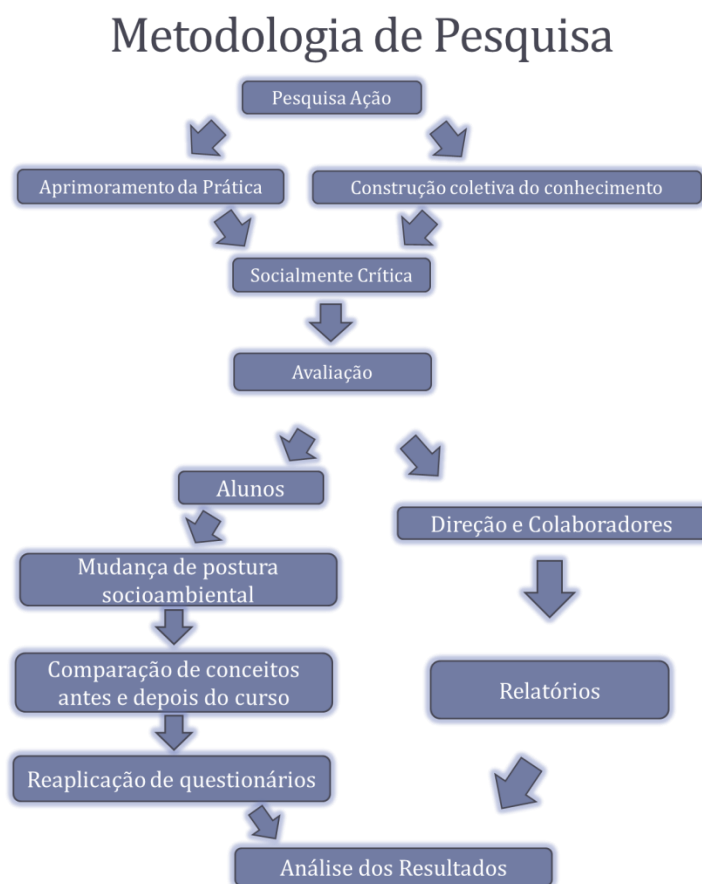 Metodologia de Pesquisa
Pesquisa Ação
Aprimoramento da Prática
Construção coletiva do conhecimento
Socialmente Crítica
Avaliação
Alunos
Direção e Colaboradores
Mudança de postura
socioambiental
Comparação de conceitos
antes e depois do curso
Relatórios
Reaplicação de questionários
Análise dos Resultados